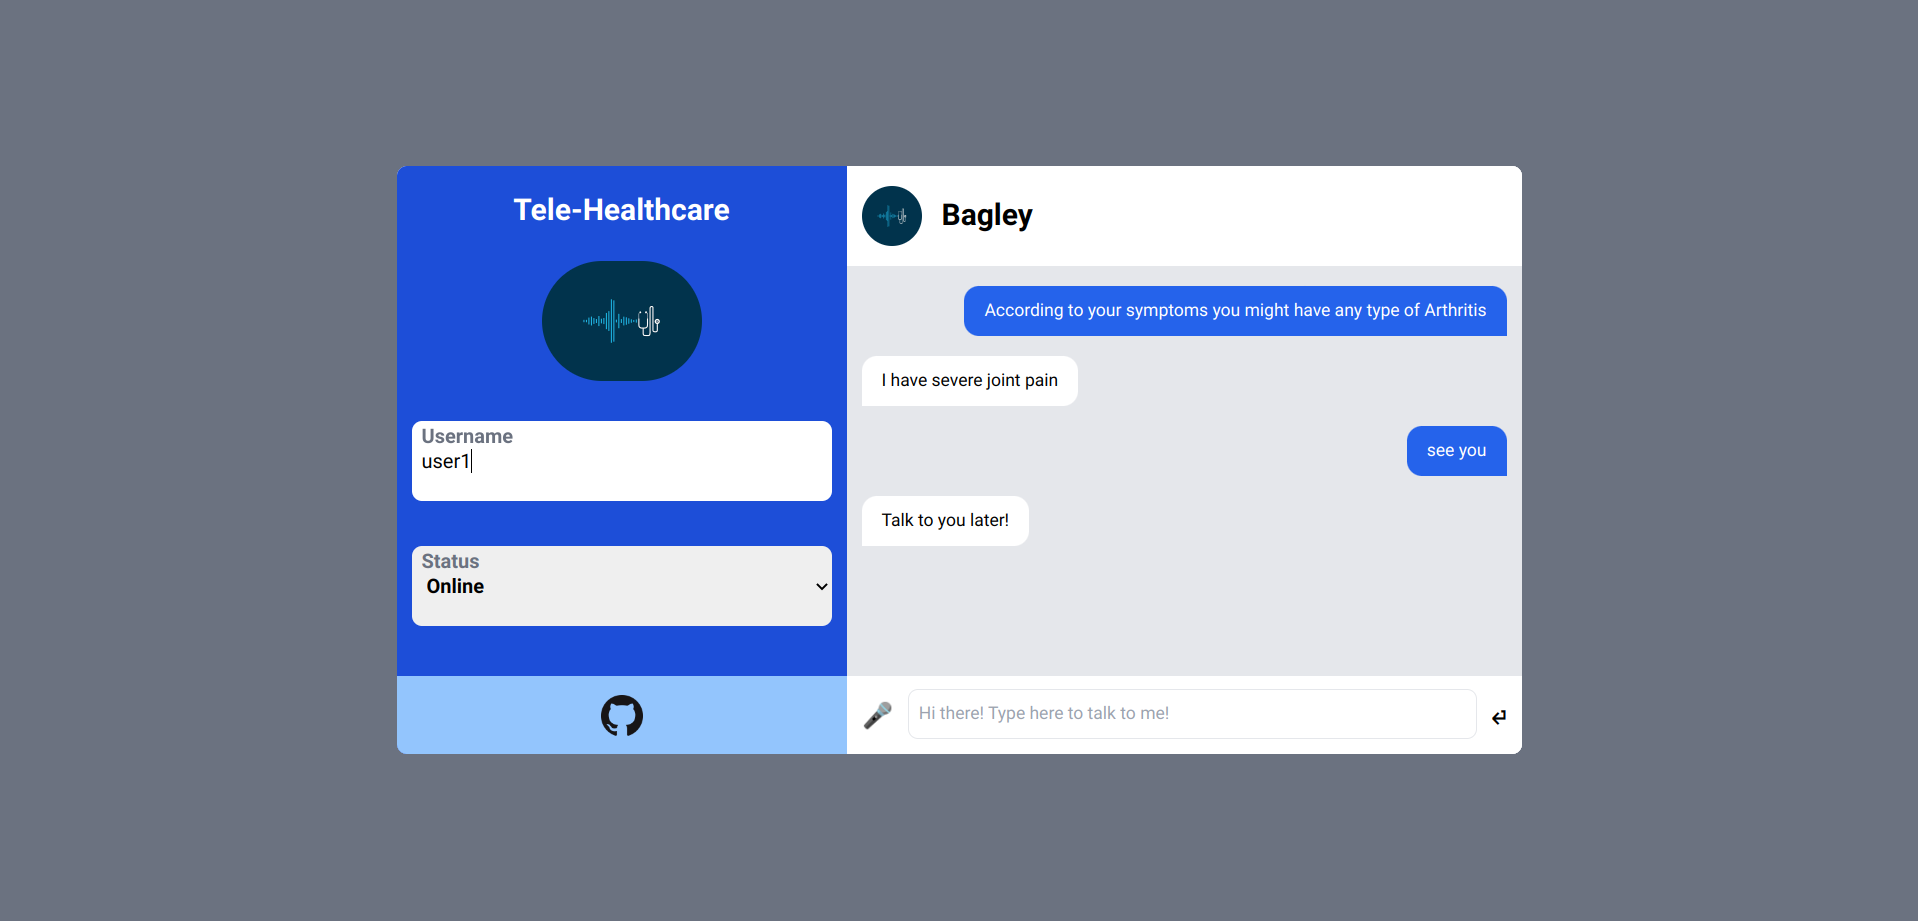 Tele-Healthcare
Username
user1
Status
Online
Bagley
According to your symptoms you might have any type of Arthritis
I have severe joint pain
see you
Talk to you later!
Hi there! Type here to talk to me!